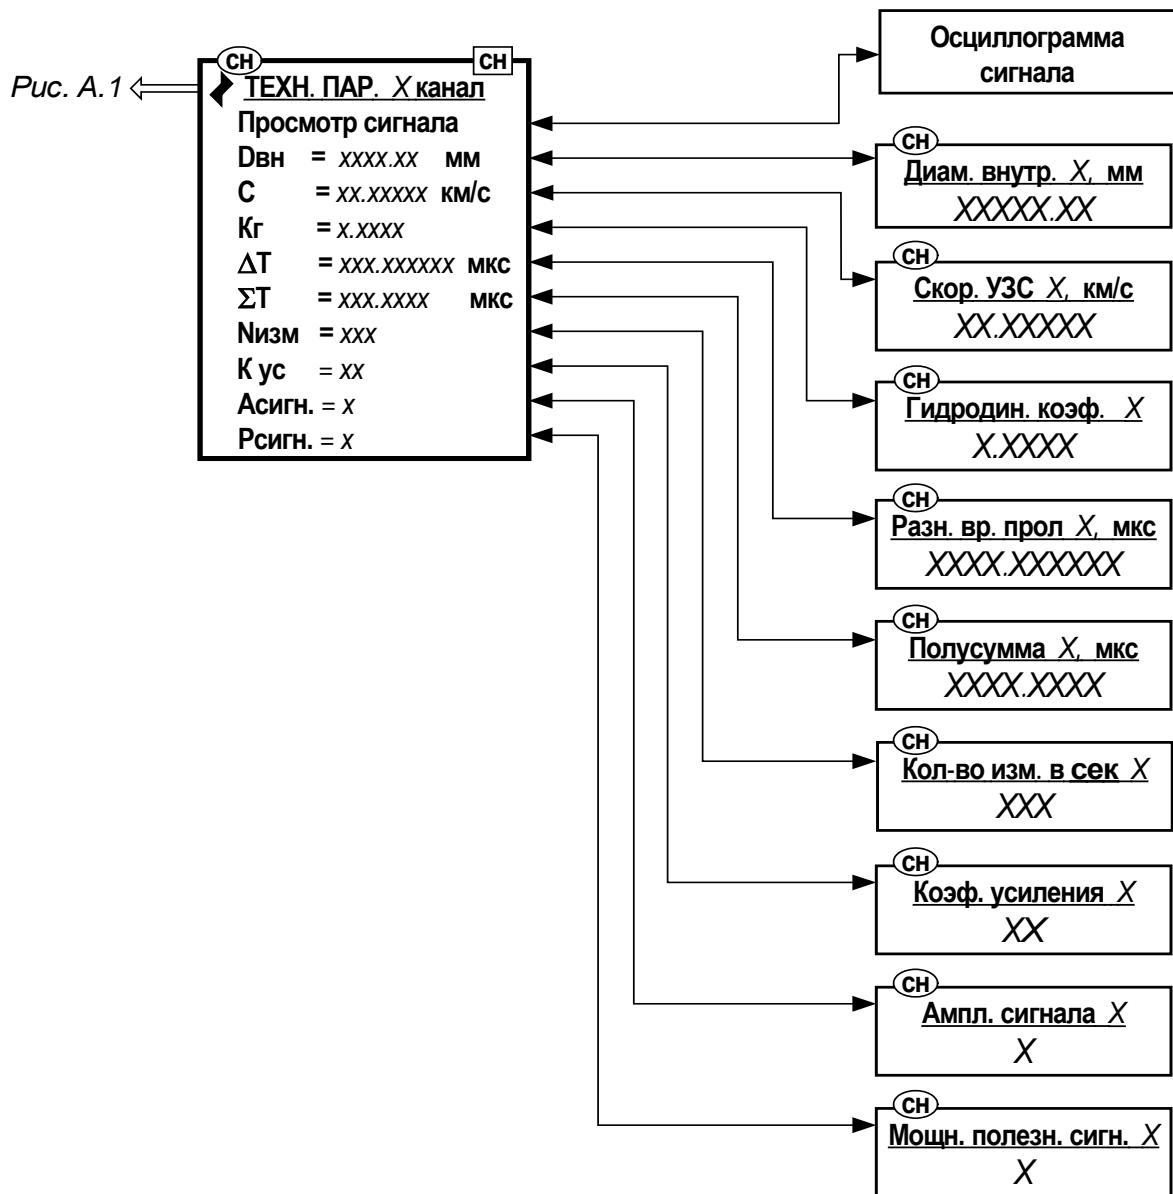 Рис. А.1
СН СН
ТЕХН. ПАР. X канал
Просмотр сигнала
Dвн = xxxx.xx мм
С = xx.xxxxx км/с
Кг = x.xxxx
ΔТ = xxx.xxxxxx мкс
ΣТ = xxx.xxxx мкс
Nизм = xxx
К ус = xx
Асигн. = x
Рсигн. = x
Осциллограмма
сигнала
СН
Диам. внутр. X, мм
XXXXX.XX
СН
Скор. УЗС X, км/с
XX.XXXXX
СН
Гидродин. коэф. X
X.XXXX
СН
Разн. вр. прол X, мкс
XXXX.XXXXXX
СН
Полусумма X, мкс
XXXX.XXXX
СН
Кол-во изм. в сек X
XXX
СН
Коэф. усиления X
XX
СН
Ампл. сигнала X
X
СН
Мощн. полезн. сигн. X
X